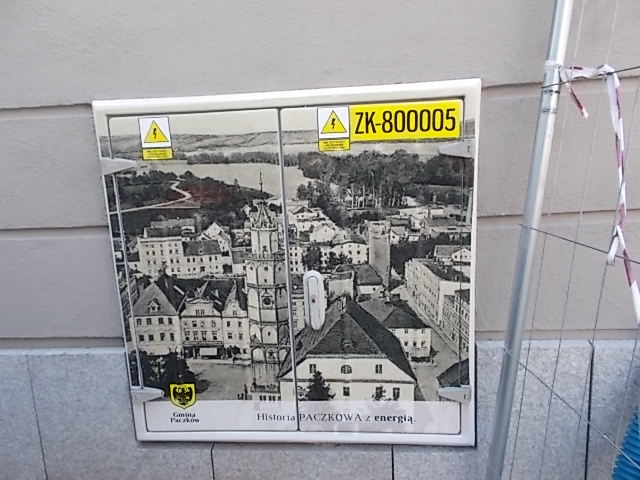 ZK-800005
Gmina
Paczków
Historia PACZKOWA z energią.